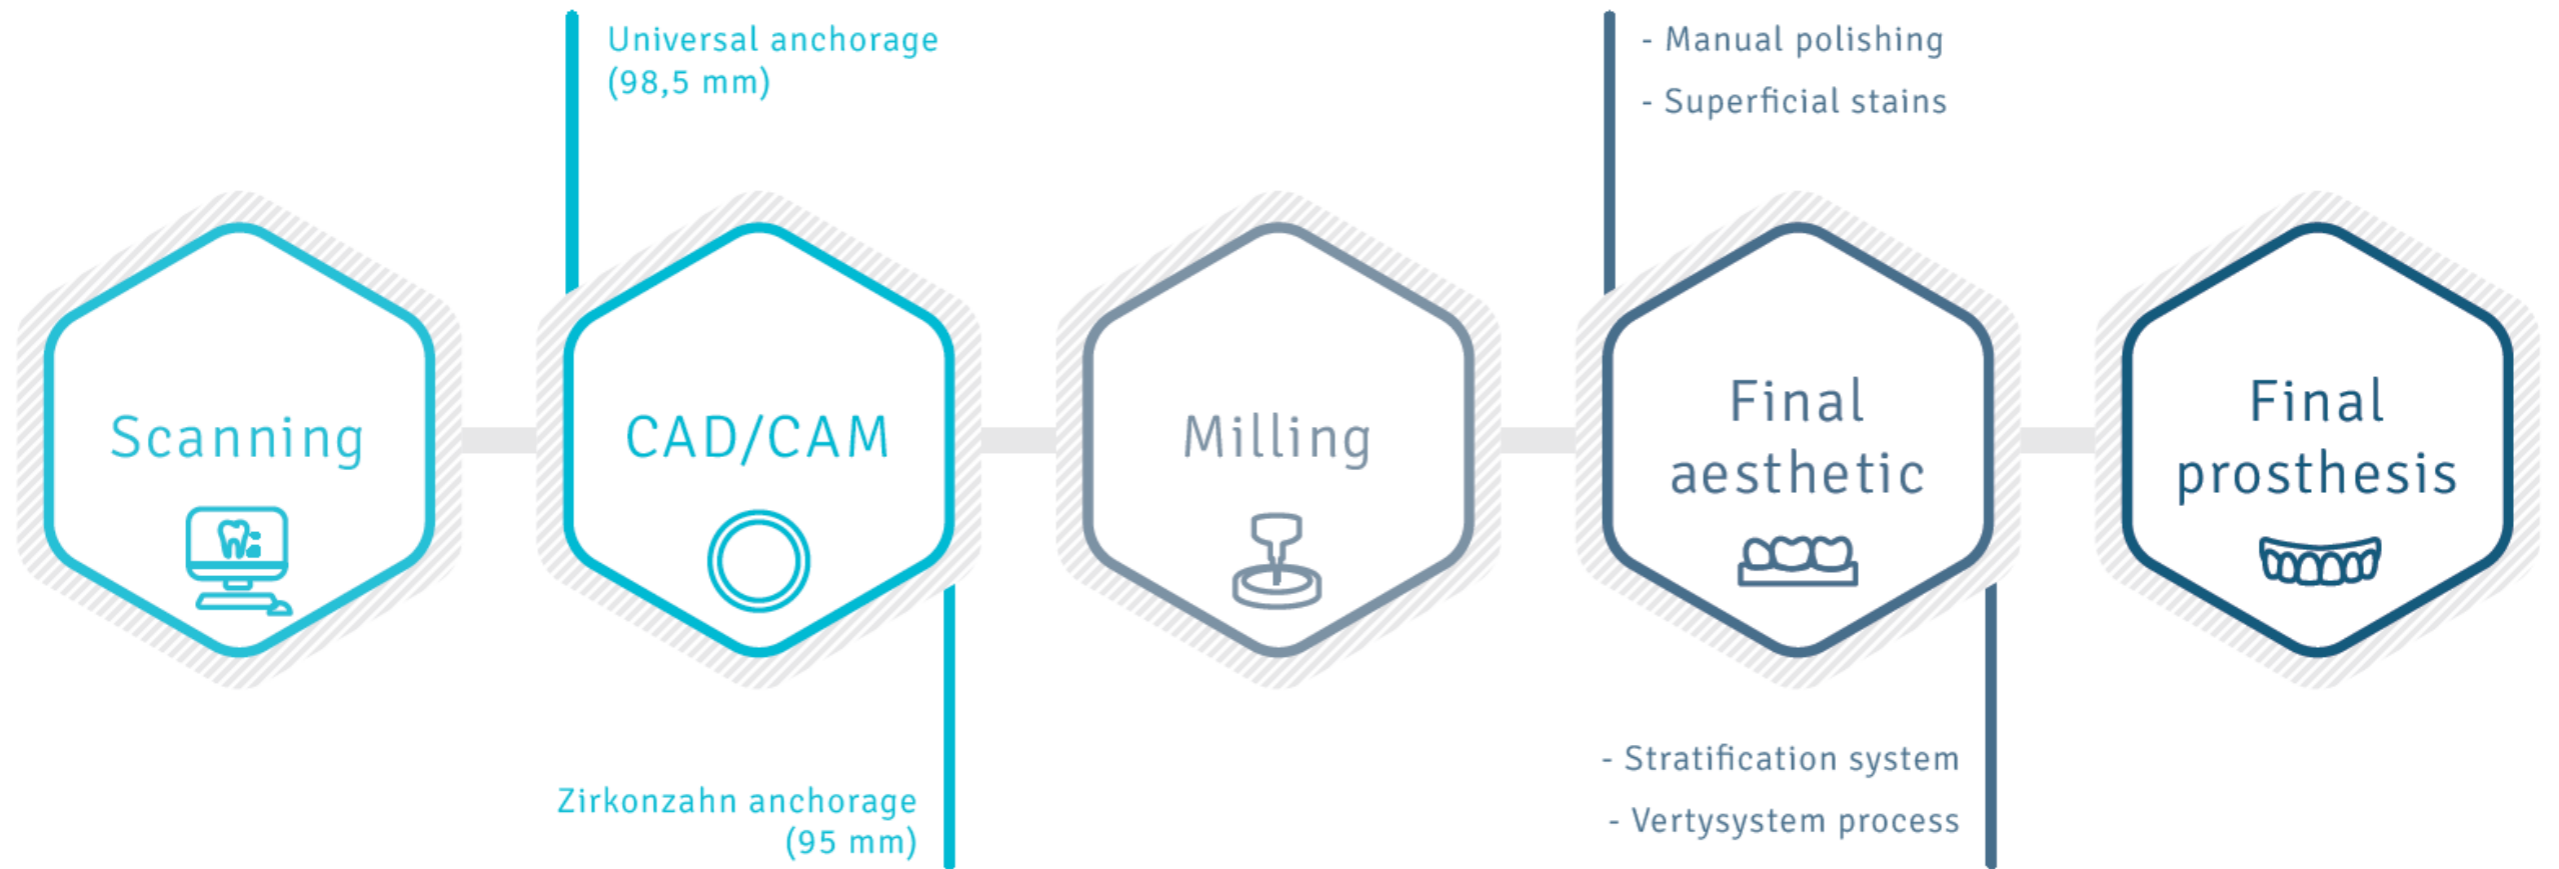 Universal anchorage
(98,5 mm)
- Manual polishing
- Superficial stains
Scanning
CAD/CAM
Milling
Final
aesthetic
Final
prosthesis
Zirkonzahn anchorage
(95 mm)
- Stratification system
- Vertysystem process